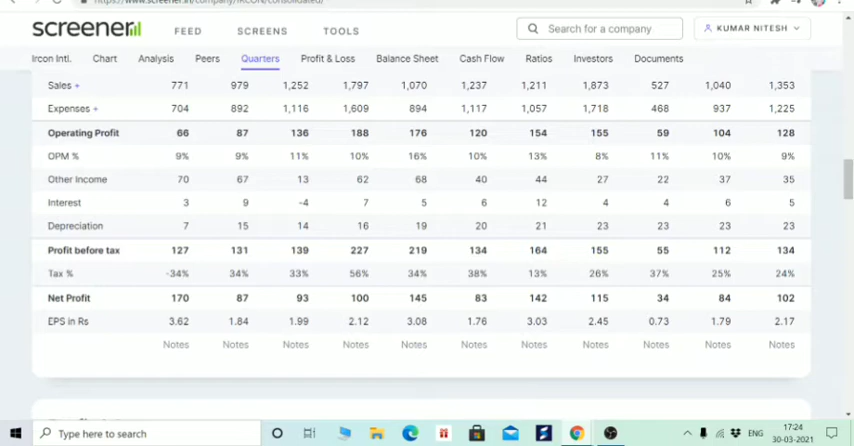 https://www.screener.in/company/IRCON/consolidated/
screener
FEED SCREENS TOOLS
Search for a company
KUMAR NITESH
Ircon Intl. Chart Analysis Peers Quarters Profit & Loss Balance Sheet Cash Flow Ratios Investors Documents
Sales + 771 979 1,252 1,797 1,070 1,237 1,211 1,873 527 1,040 1,353
Expenses + 704 892 1,116 1,609 894 1,117 1,057 1,718 468 937 1,225
Operating Profit 66 87 136 188 176 120 154 155 59 104 128
OPM % 9% 9% 11% 10% 16% 10% 13% 8% 11% 10% 9%
Other Income 70 67 13 62 68 40 44 27 22 37 35
Interest 3 9 -4 7 5 6 12 4 4 6 5
Depreciation 7 15 14 16 19 20 21 23 23 23 23
Profit before tax 127 131 139 227 219 134 164 155 55 112 134
Tax % -34% 34% 33% 56% 34% 38% 13% 26% 37% 25% 24%
Net Profit 170 87 93 100 145 83 142 115 34 84 102
EPS in Rs 3.62 1.84 1.99 2.12 3.08 1.76 3.03 2.45 0.73 1.79 2.17
Notes Notes Notes Notes Notes Notes Notes Notes Notes Notes Notes
Type here to search
ENG
17:24
30-03-2021